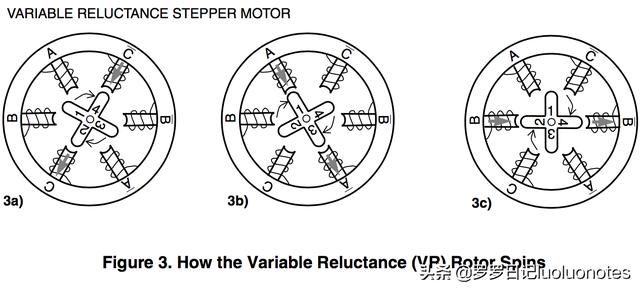 VARIABLE RELUCTANCE STEPPER MOTOR
A C̅ B B̅ C A̅ 1 2 3 4
3a)
A C̅ B B̅ C A̅ 1 2 3 4
3b)
A C̅ B B̅ C A̅ 1 2 3 4
3c)
Figure 3. How the Variable Reluctance (VR) Rotor Spins
头条 @罗罗日记luoluonotes